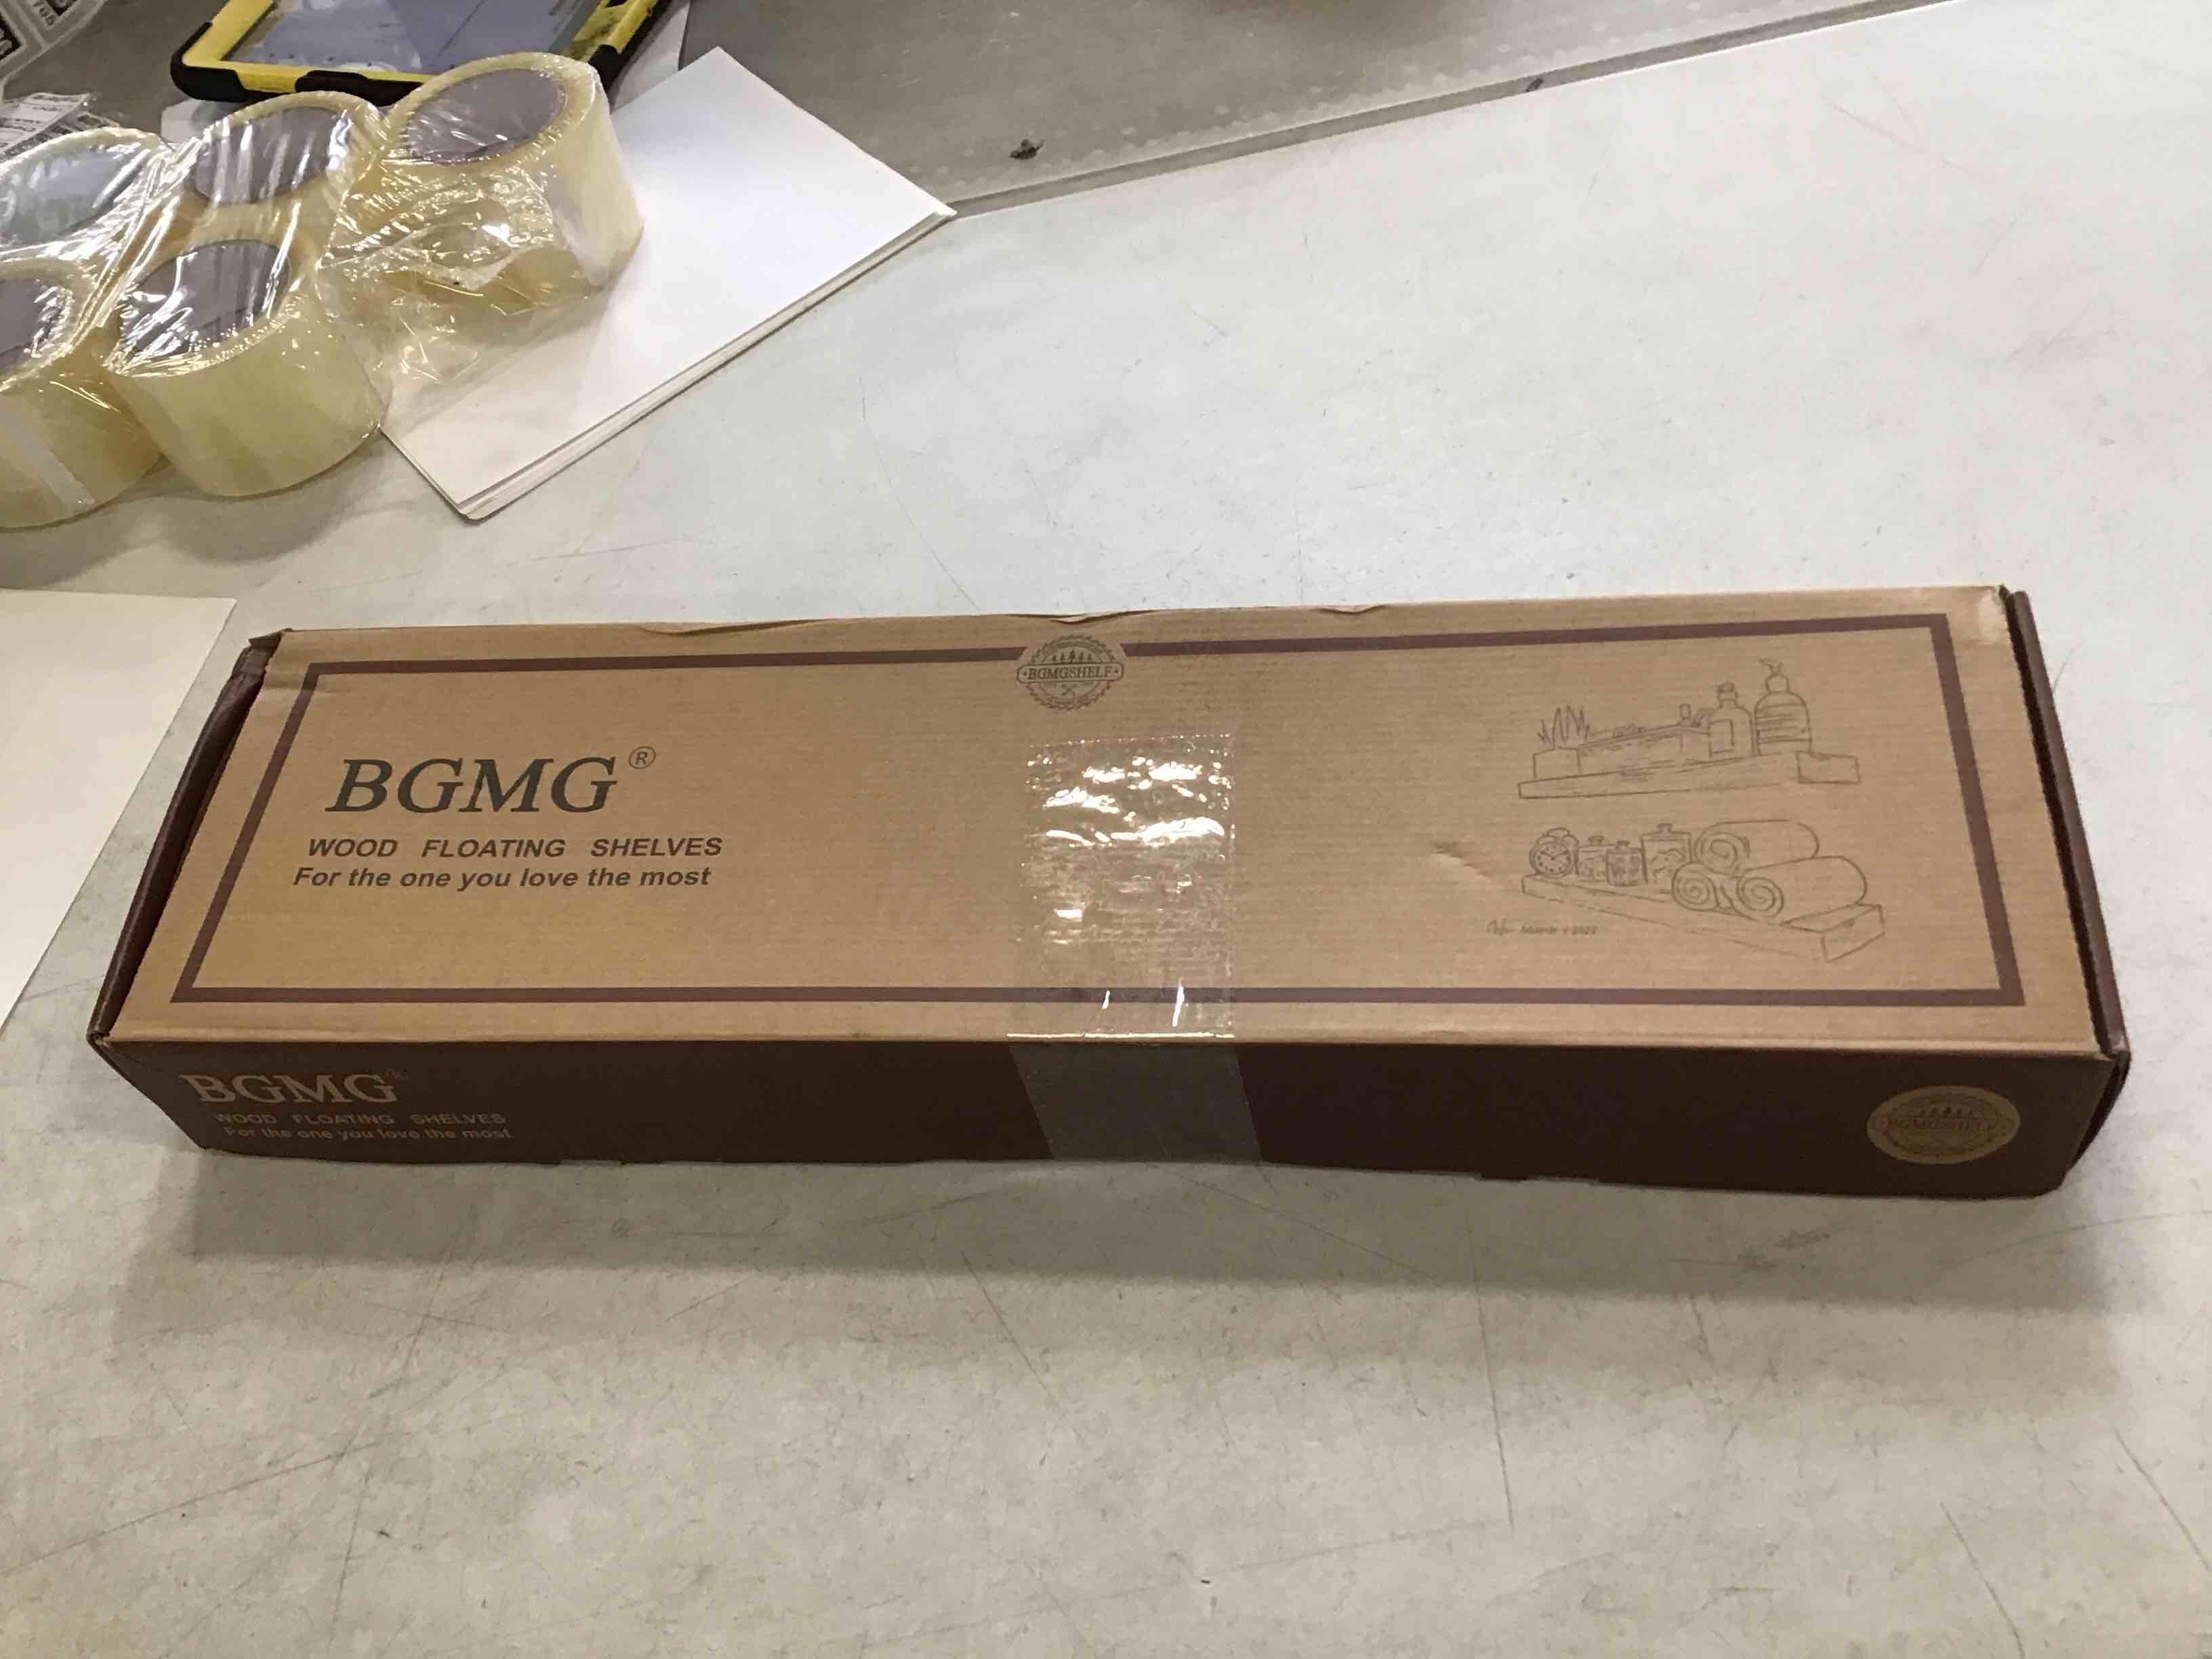 BGMGSHELF
BGMG®
WOOD FLOATING SHELVES
For the one you love the most
BGMG®
WOOD FLOATING SHELVES
For the one you love the most
BGMGSHELF